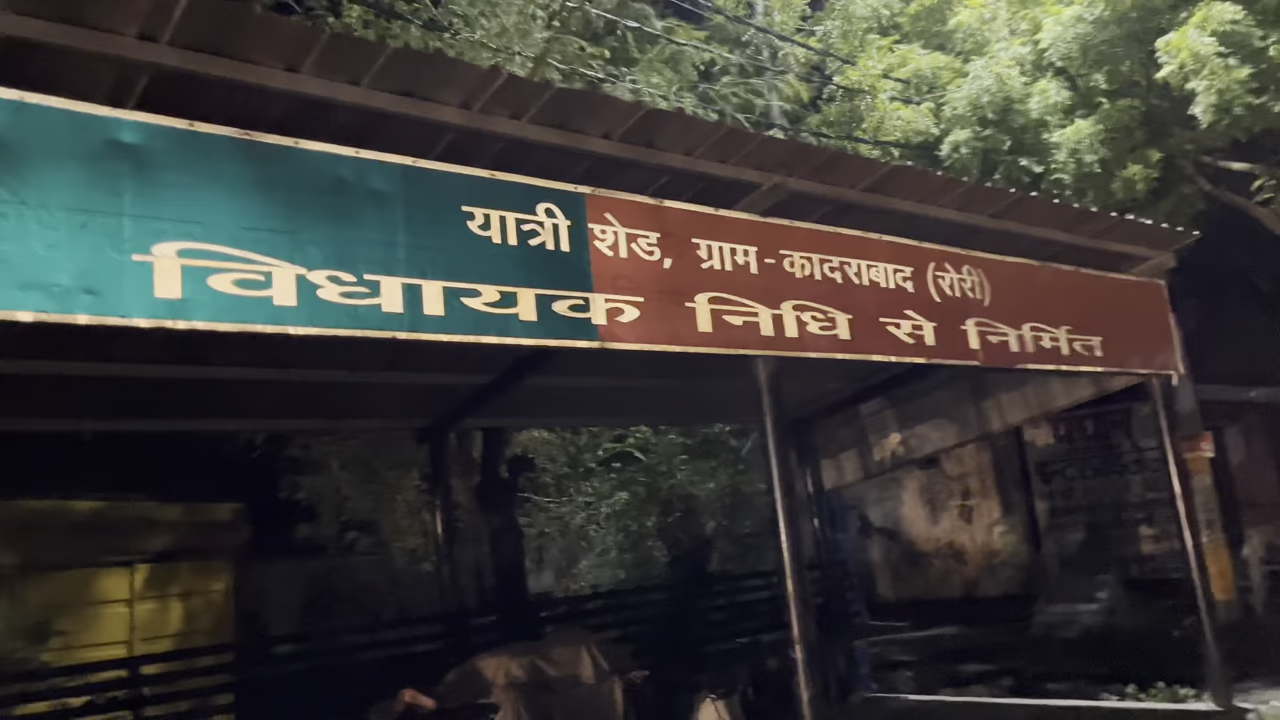 यात्री शेड, ग्राम-कादराबाद (रोरी)
विधायक निधि से निर्मित